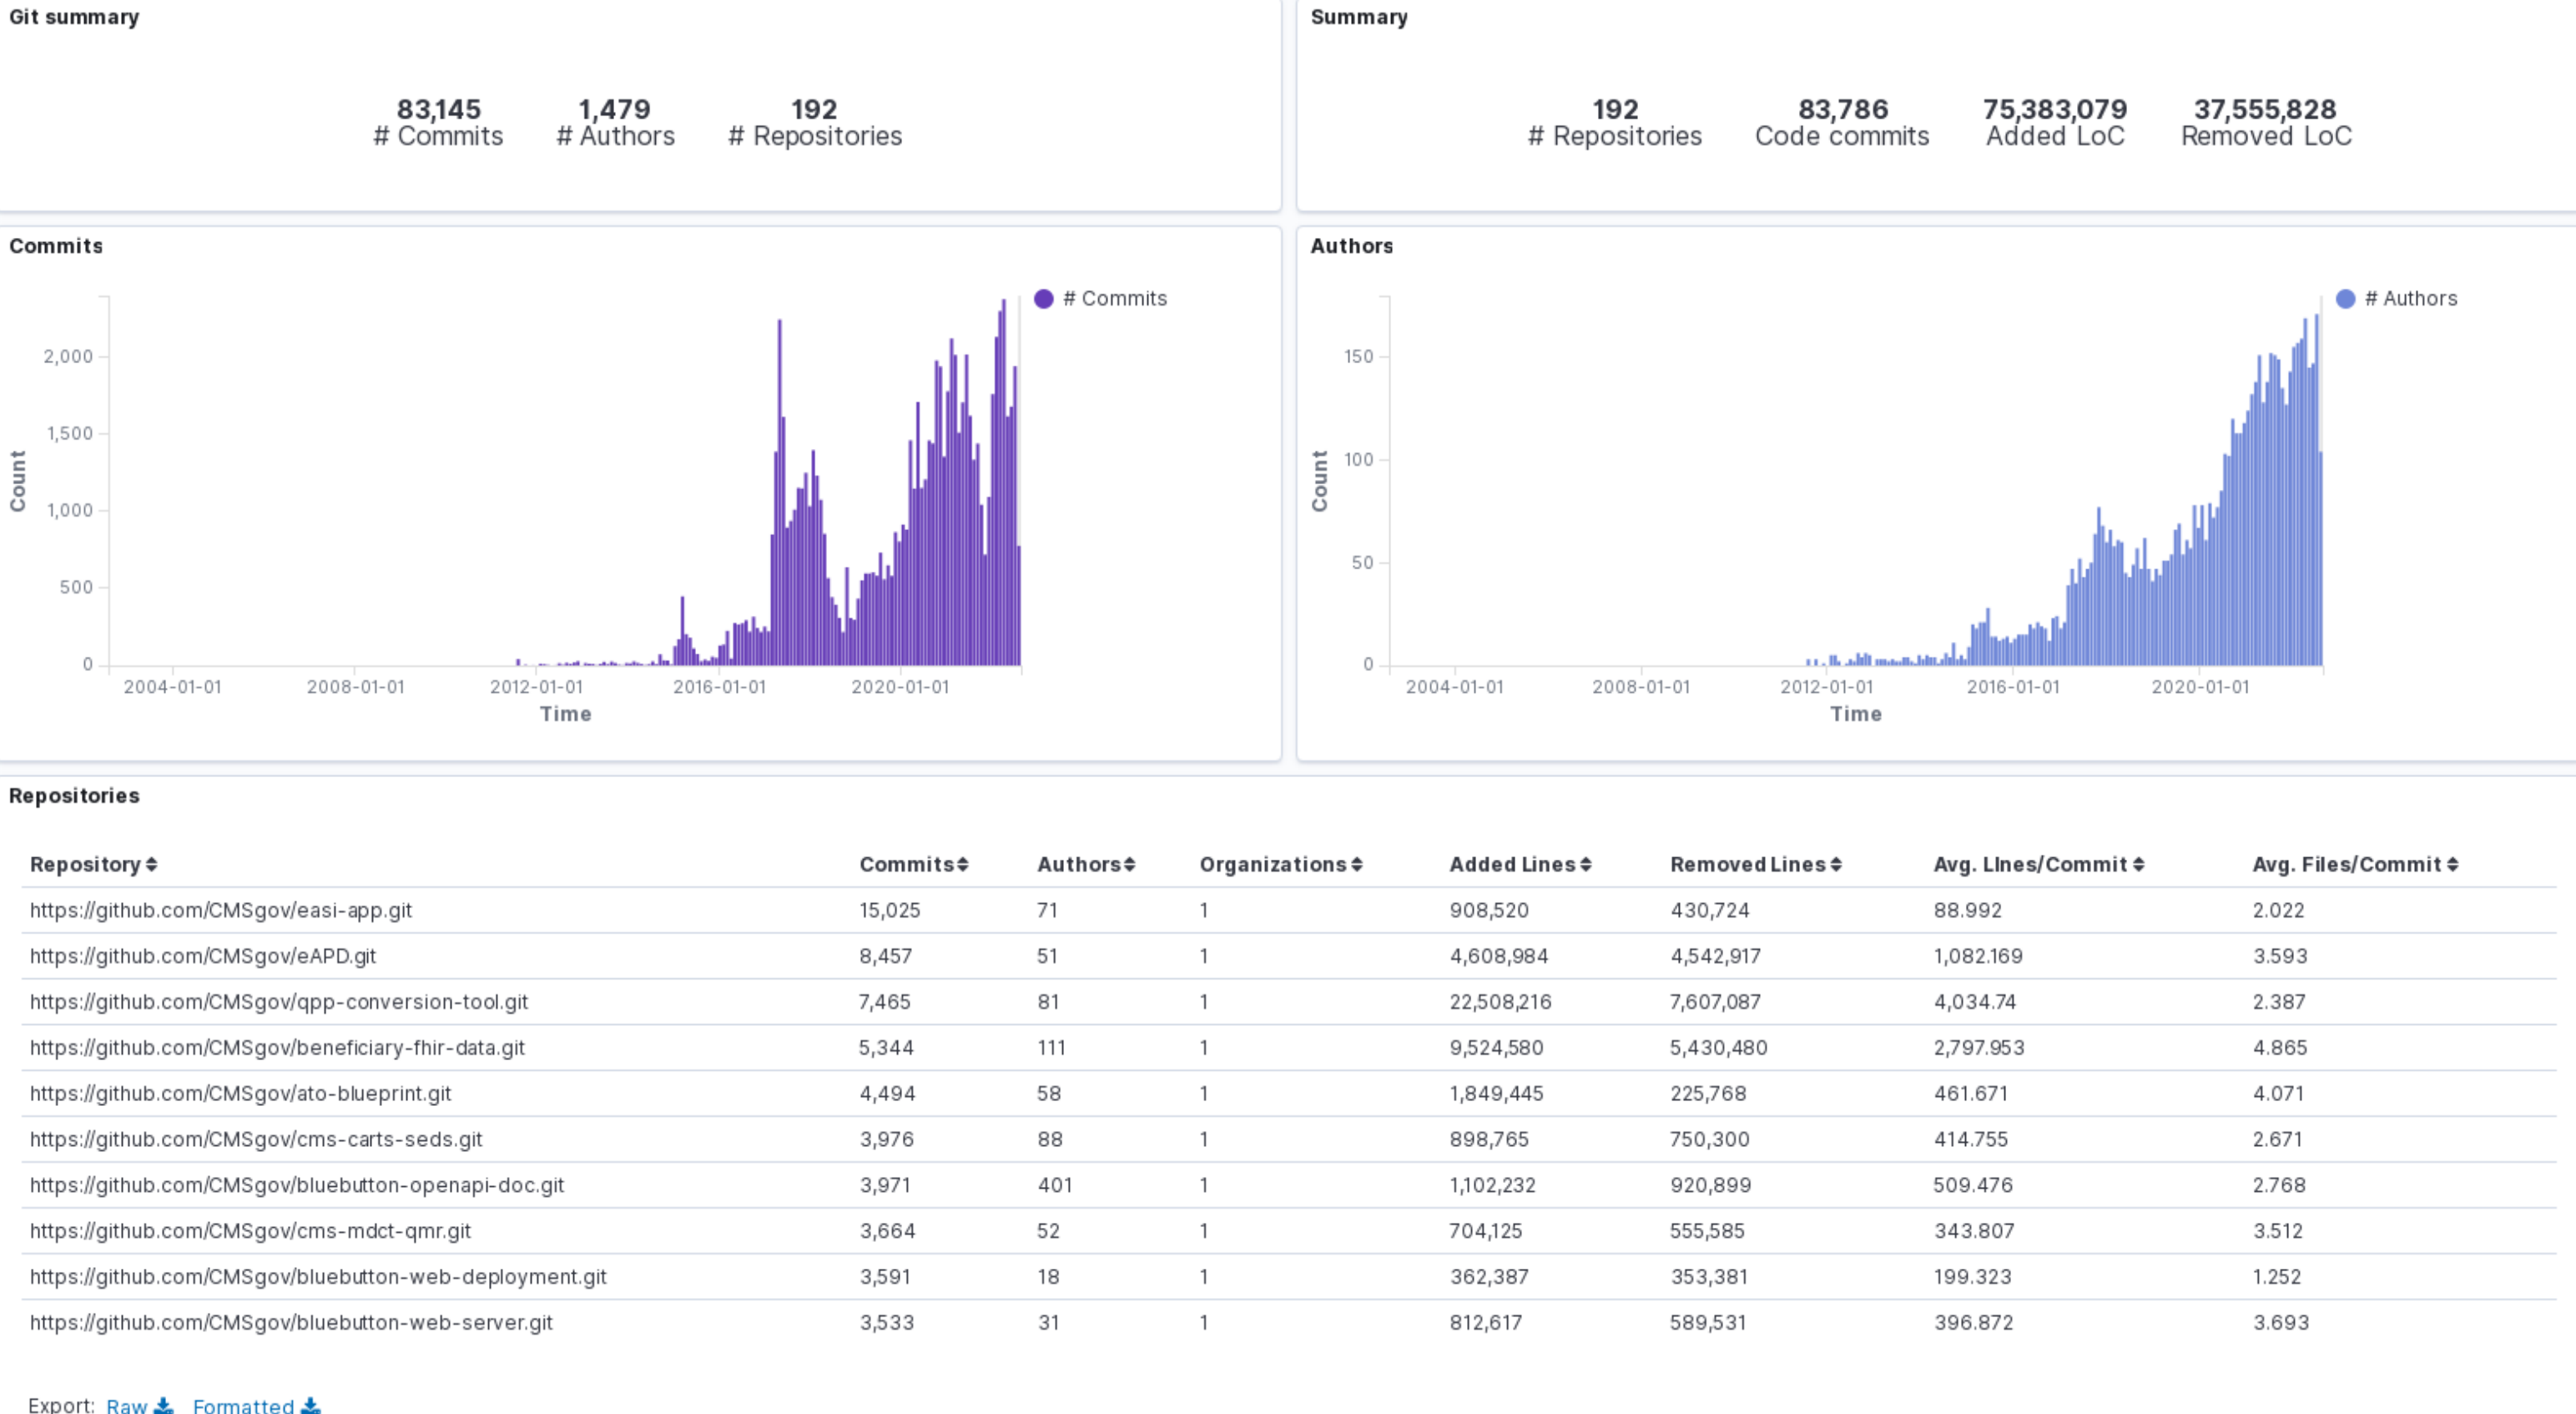 Git summary
83,145 1,479 192
# Commits # Authors # Repositories
Summary
192 83,786 75,383,079 37,555,828
# Repositories Code commits Added LoC Removed LoC
Commits
# Commits
2,000
1,500
1,000
500
0
Count
2004-01-01 2008-01-01 2012-01-01 2016-01-01 2020-01-01
Time
Authors
# Authors
150
100
50
0
Count
2004-01-01 2008-01-01 2012-01-01 2016-01-01 2020-01-01
Time
Repositories
Repository Commits Authors Organizations Added Lines Removed Lines Avg. LInes/Commit Avg. Files/Commit
https://github.com/CMSgov/easi-app.git 15,025 71 1 908,520 430,724 88.992 2.022
https://github.com/CMSgov/eAPD.git 8,457 51 1 4,608,984 4,542,917 1,082.169 3.593
https://github.com/CMSgov/qpp-conversion-tool.git 7,465 81 1 22,508,216 7,607,087 4,034.74 2.387
https://github.com/CMSgov/beneficiary-fhir-data.git 5,344 111 1 9,524,580 5,430,480 2,797.953 4.865
https://github.com/CMSgov/ato-blueprint.git 4,494 58 1 1,849,445 225,768 461.671 4.071
https://github.com/CMSgov/cms-carts-seds.git 3,976 88 1 898,765 750,300 414.755 2.671
https://github.com/CMSgov/bluebutton-openapi-doc.git 3,971 401 1 1,102,232 920,899 509.476 2.768
https://github.com/CMSgov/cms-mdct-qmr.git 3,664 52 1 704,125 555,585 343.807 3.512
https://github.com/CMSgov/bluebutton-web-deployment.git 3,591 18 1 362,387 353,381 199.323 1.252
https://github.com/CMSgov/bluebutton-web-server.git 3,533 31 1 812,617 589,531 396.872 3.693
Export: Raw Formatted